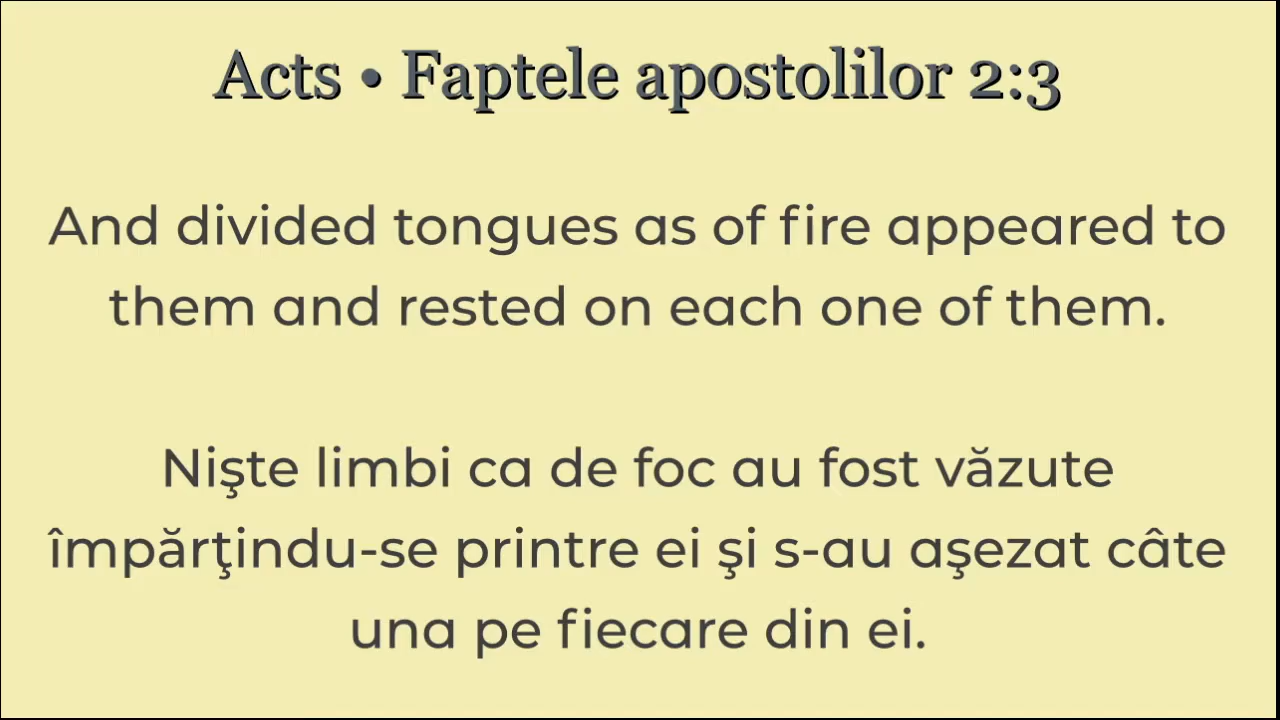 Acts • Faptele apostolilor 2:3
And divided tongues as of fire appeared to
them and rested on each one of them.
Nişte limbi ca de foc au fost văzute
împărţindu-se printre ei şi s-au aşezat câte
una pe fiecare din ei.